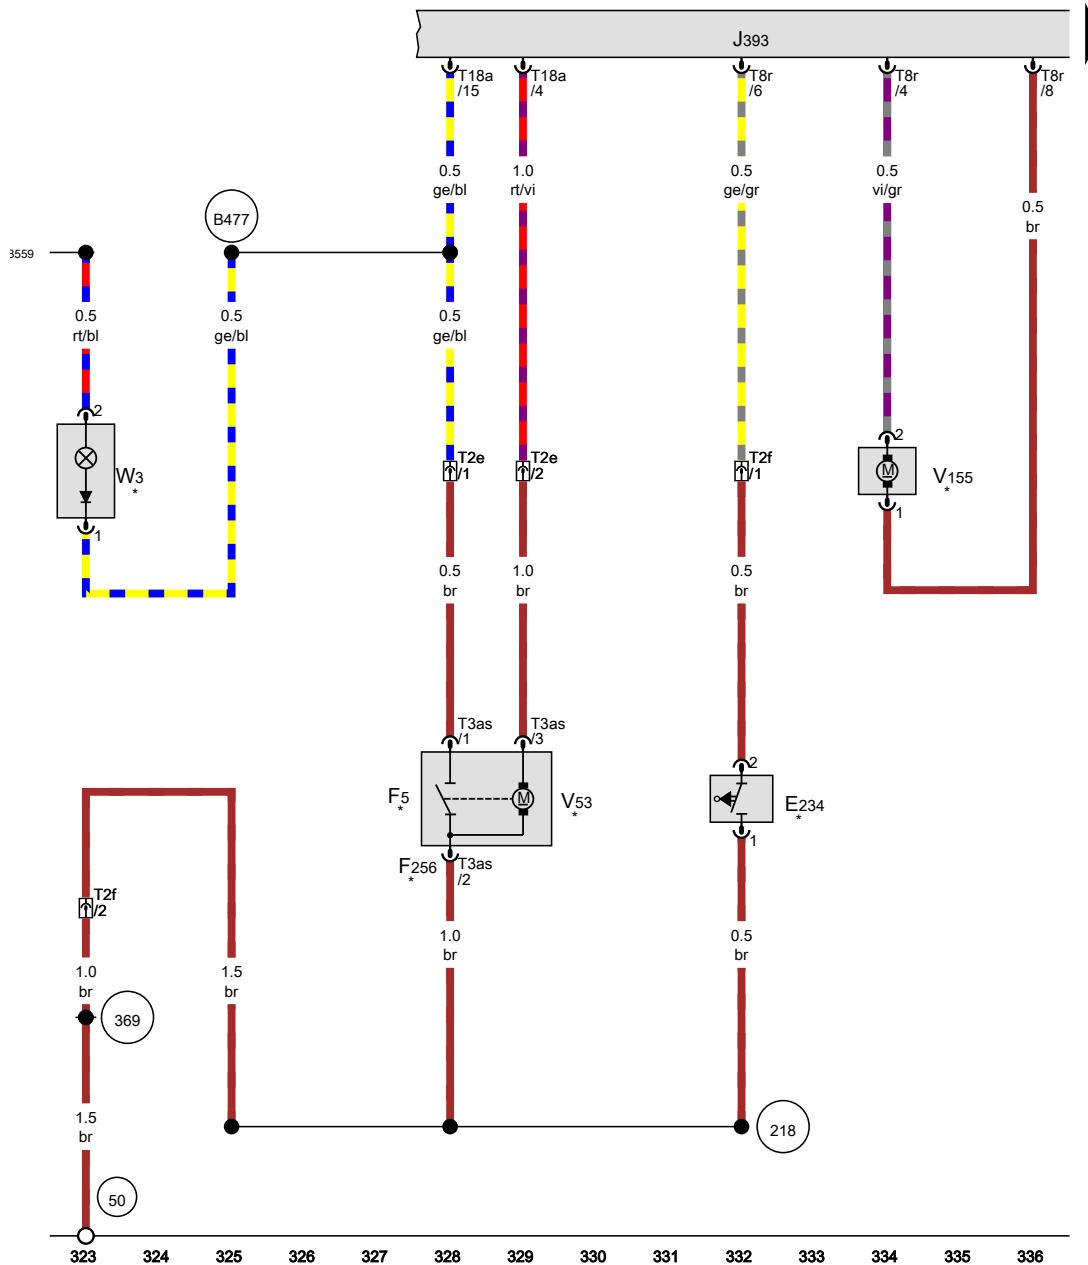 J393
T18a
/15
T18a
/4
T8r
/6
T8r
/4
T8r
/8
0.5
ge/bl
1.0
rt/vi
0.5
ge/gr
0.5
vi/gr
0.5
br
B477
3559
0.5
rt/bl
0.5
ge/bl
0.5
ge/bl
2
W3
*
1
T2e
/1
T2e
/2
T2f
/1
2
M
V155
*
1
0.5
br
1.0
br
0.5
br
T3as
/1
T3as
/3
F5
*
M
V53
*
F256
*
T3as
/2
2
E234
*
1
T2f
/2
1.0
br
1.5
br
1.0
br
0.5
br
369
1.5
br
218
50
323 324 325 326 327 328 329 330 331 332 333 334 335 336